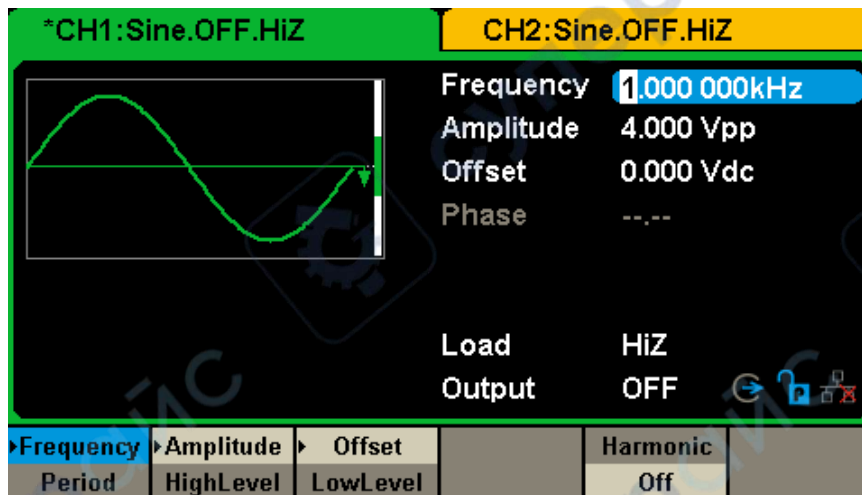 *CH1:Sine.OFF.HiZ
CH2:Sine.OFF.HiZ
Frequency 1.000 000kHz
Amplitude 4.000 Vpp
Offset 0.000 Vdc
Phase --.--
Load HiZ
Output OFF
Frequency Amplitude Offset Harmonic
Period HighLevel LowLevel Off